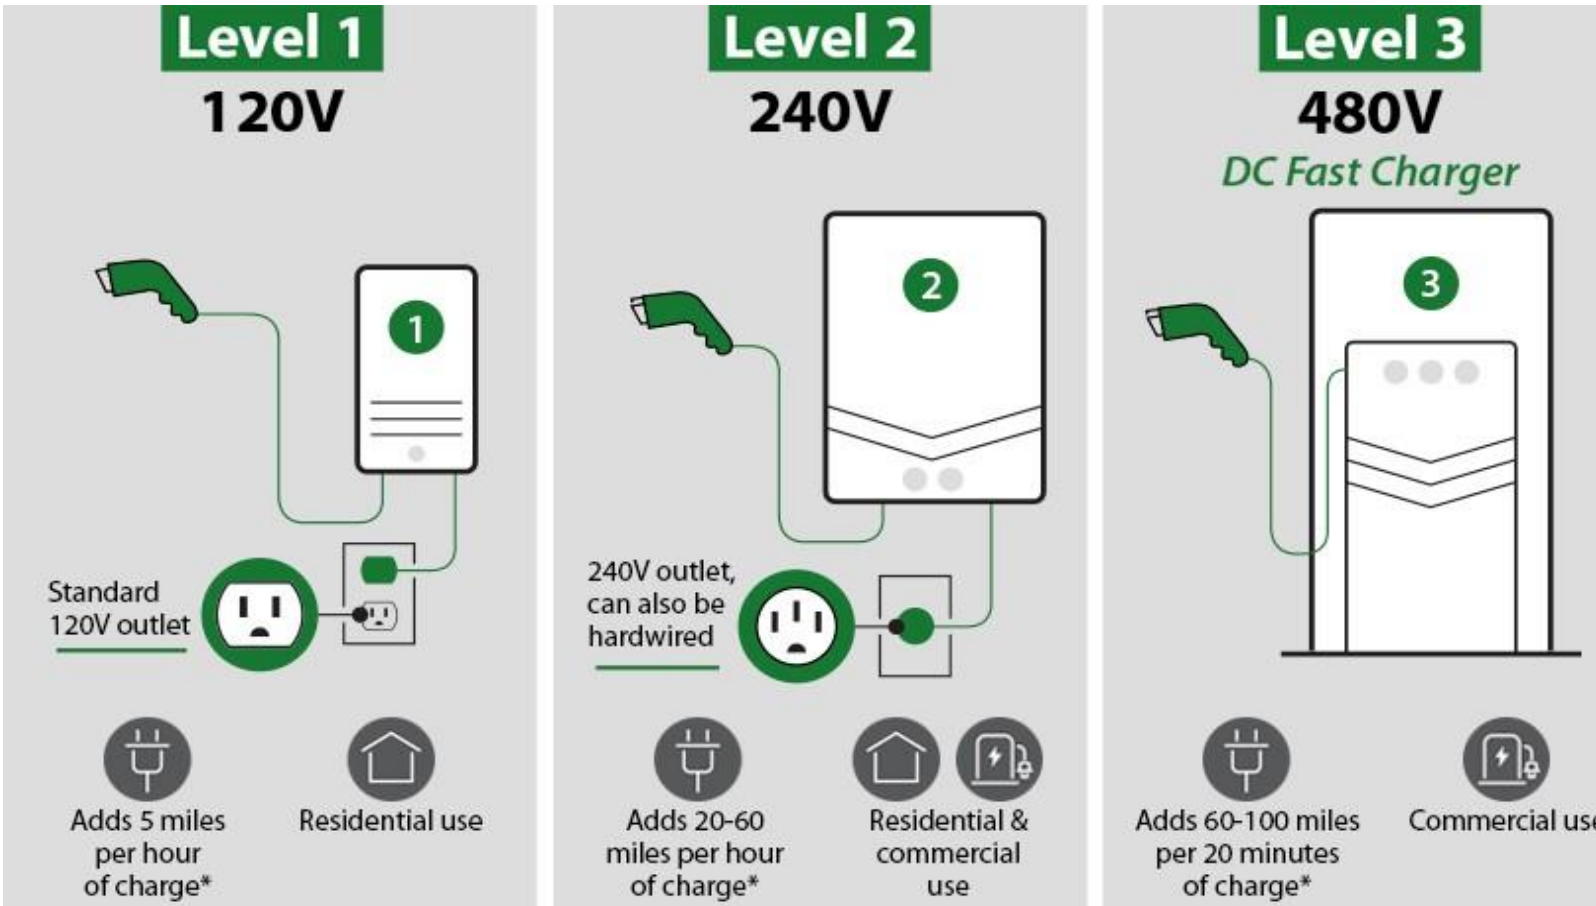 Level 1
120V
1
Standard
120V outlet
Adds 5 miles
per hour
of charge*
Residential use
Level 2
240V
2
240V outlet,
can also be
hardwired
Adds 20-60
miles per hour
of charge*
Residential &
commercial
use
Level 3
480V
DC Fast Charger
3
Adds 60-100 miles
per 20 minutes
of charge*
Commercial use